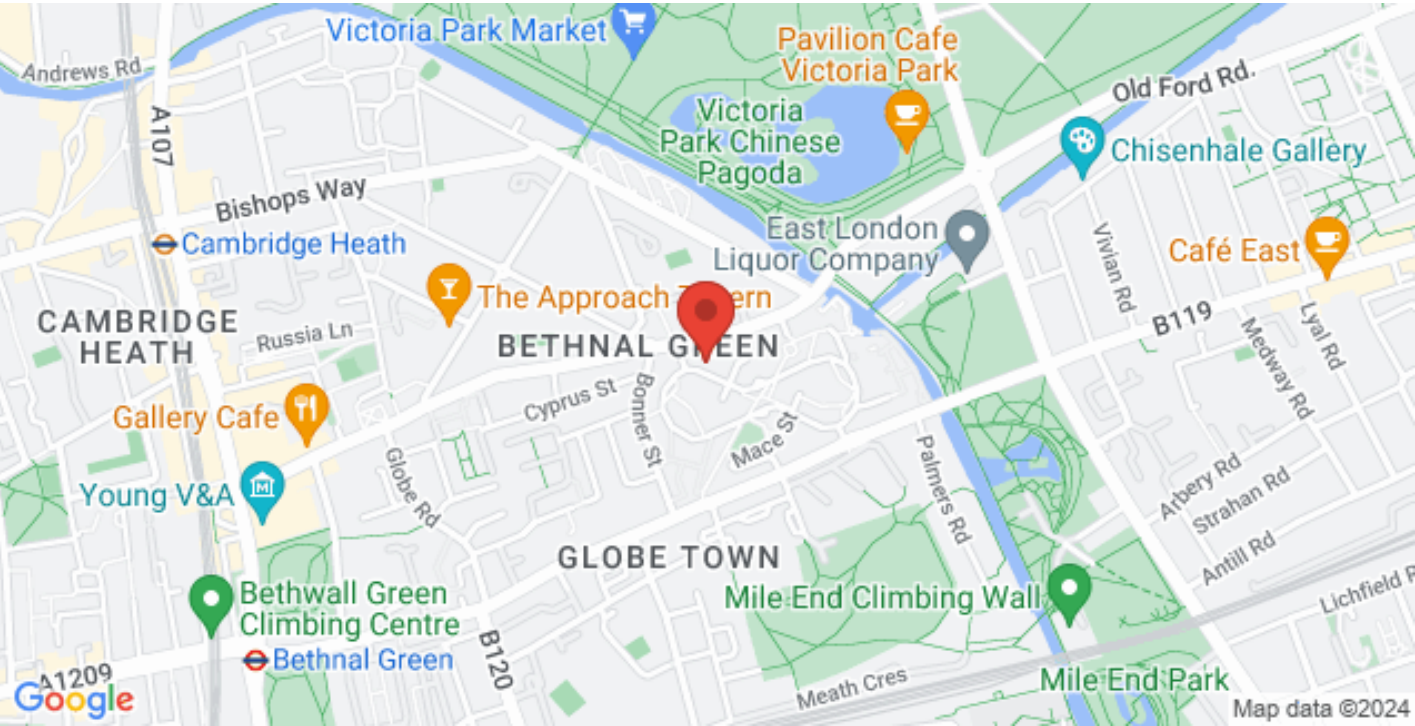 Victoria Park Market
Pavilion Cafe
Victoria Park
Andrews Rd
Old Ford Rd.
A107
Victoria
Park Chinese
Pagoda
Chisenhale Gallery
Bishops Way
Cambridge Heath
East London
Liquor Company
Vivian Rd
Café East
The Approach T
ern
CAMBRIDGE
HEATH
Russia Ln
BETHNAL GREEN
B119
Medway Rd
Lyal Rd
Gallery Cafe
Cyprus St
Bonner St
Mace St
Globe Rd
Palmers Rd
Arbery Rd
Strahan Rd
Young V&A
Antill Rd
GLOBE TOWN
Lichfield R
Bethwall Green
Climbing Centre
Mile End Climbing Wall
B120
Bethnal Green
A1209
Meath Cres
Mile End Park
Google
Map data ©2024